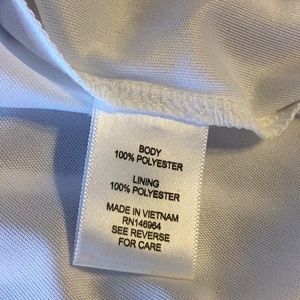 BODY
100% POLYESTER
LINING
100% POLYESTER
MADE IN VIETNAM
RN146964
SEE REVERSE
FOR CARE